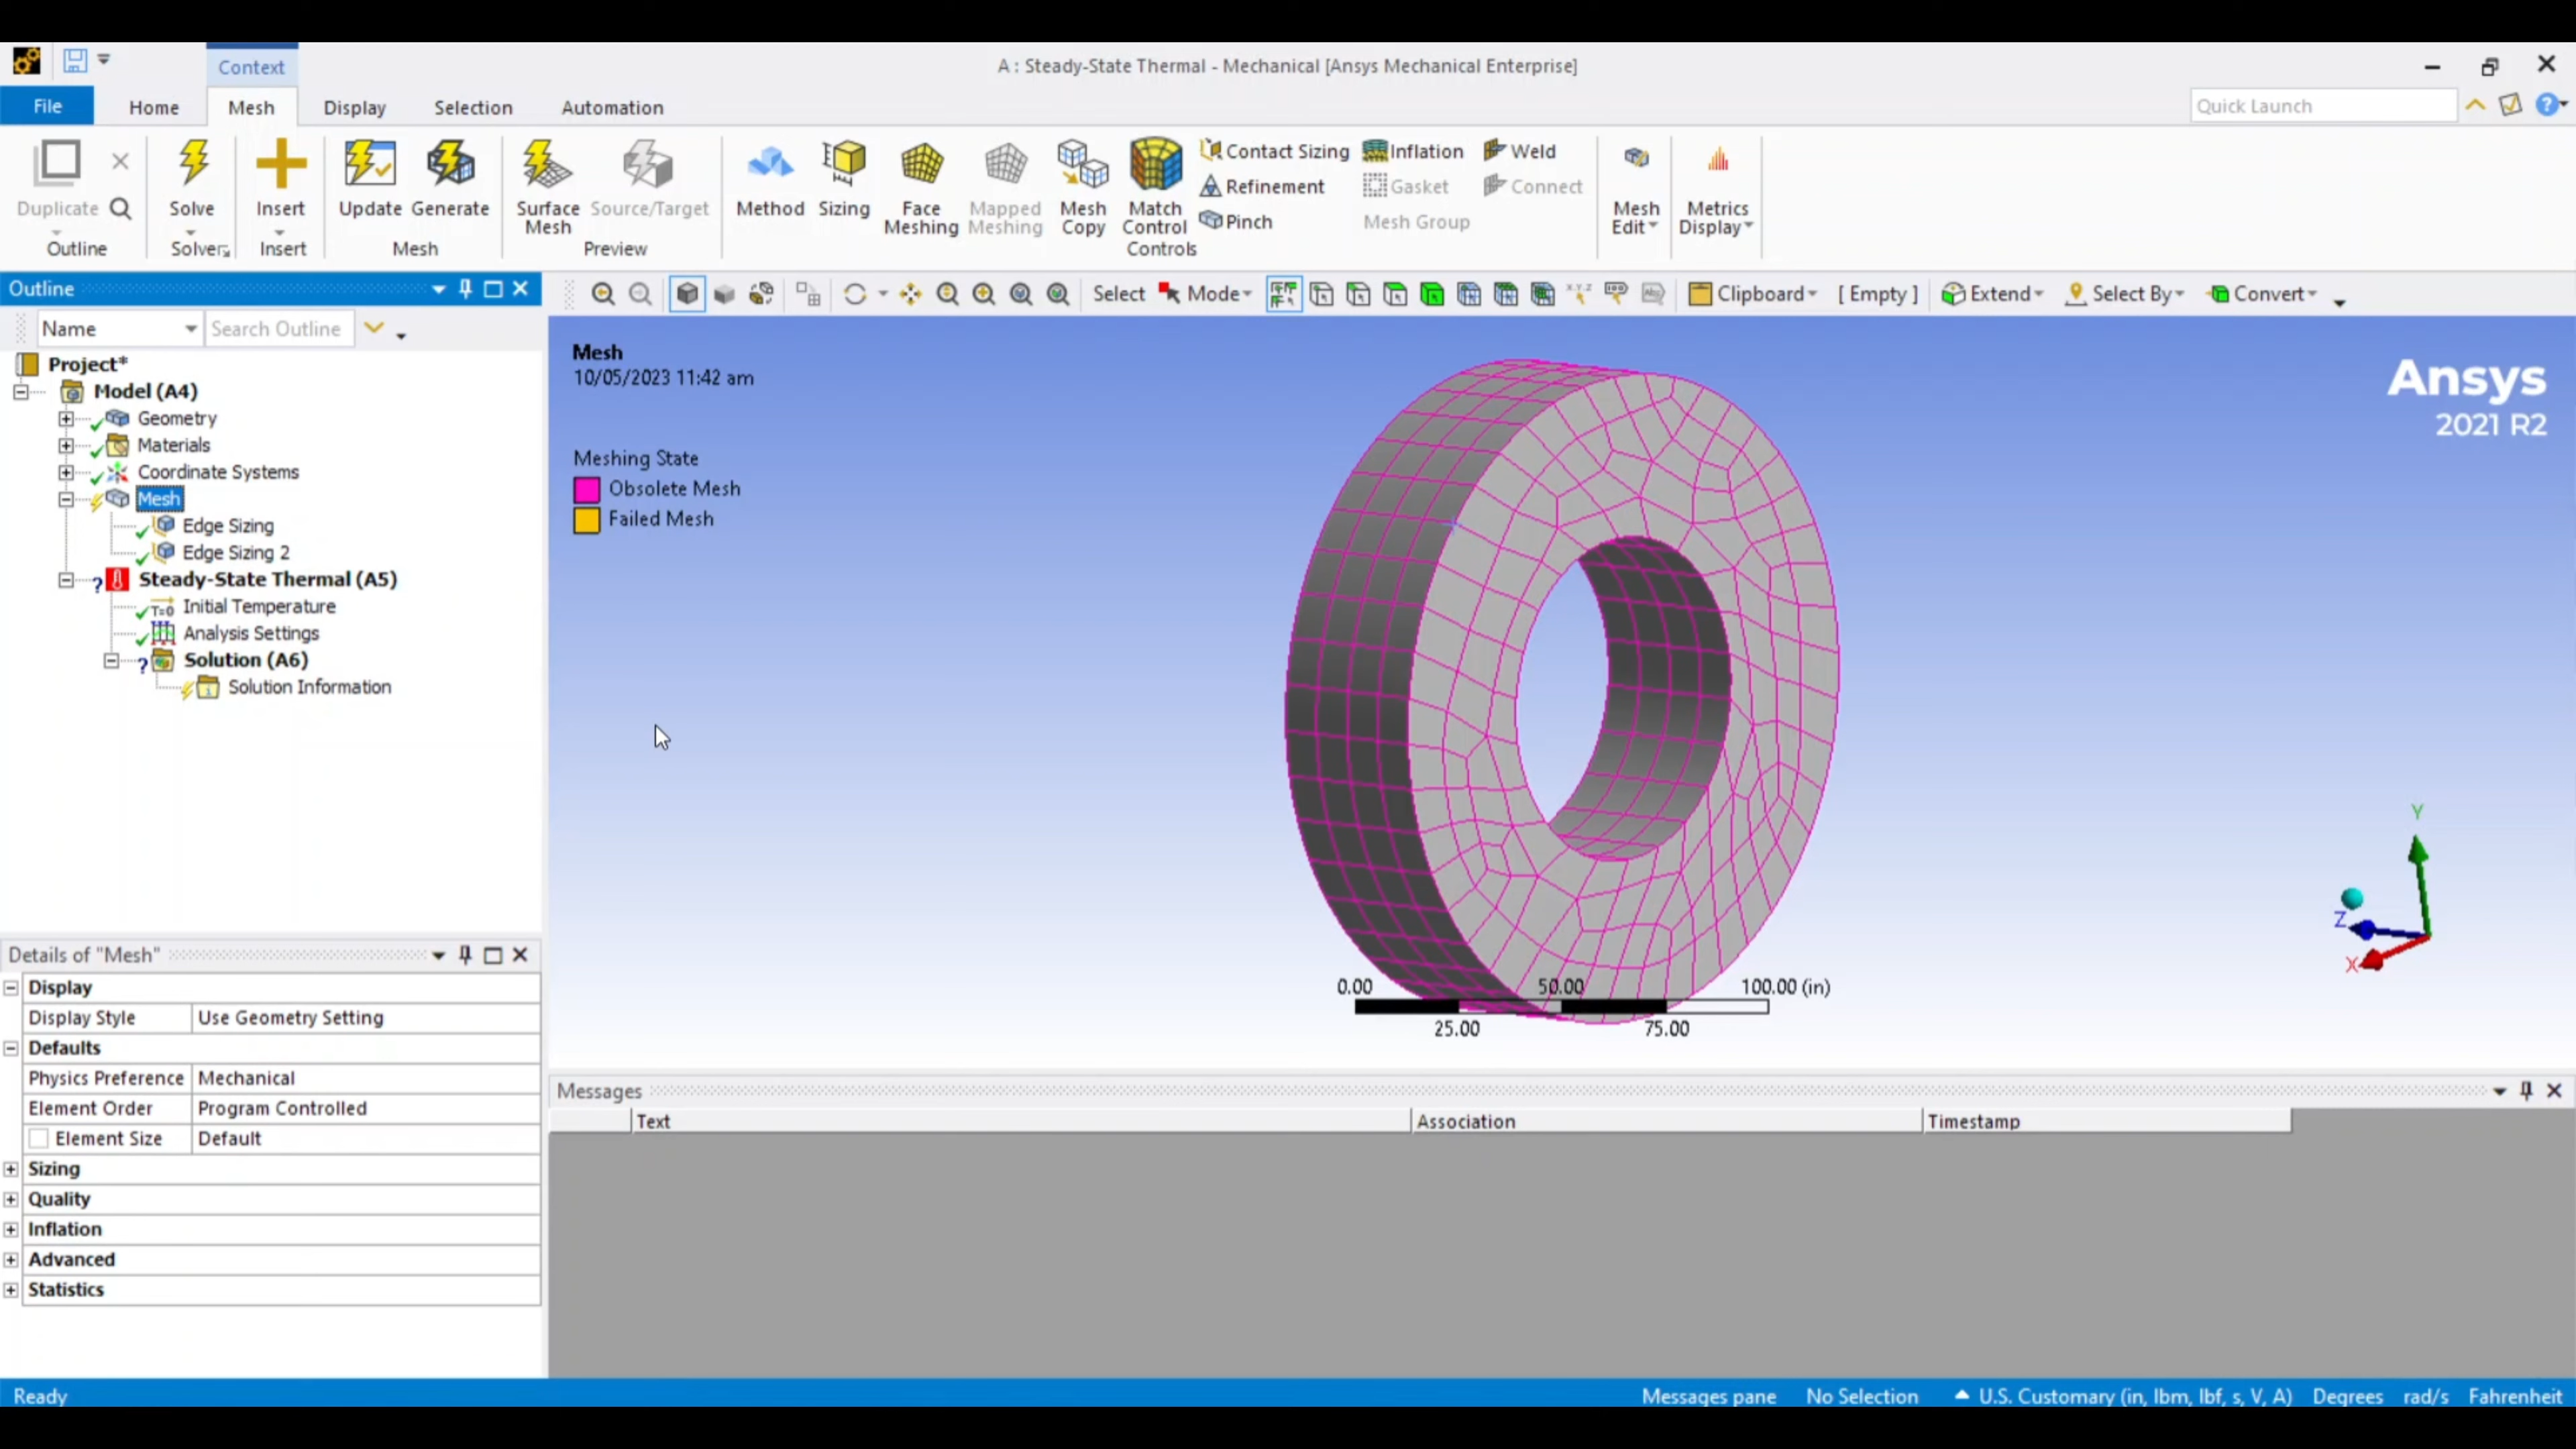 A : Steady-State Thermal - Mechanical [Ansys Mechanical Enterprise]
Context
File Home Mesh Display Selection Automation
Quick Launch
Duplicate
Outline
Solve
Solver
Insert
Insert
Update Generate
Mesh
Surface Mesh Source/Target
Preview
Method Sizing Face Meshing Mapped Meshing Mesh Copy Match Control
Contact Sizing Inflation Weld
Refinement Gasket Connect
Pinch Mesh Group
Controls
Mesh Edit
Metrics Display
Outline
Select Mode Clipboard [ Empty ] Extend Select By Convert
Name Search Outline
Project*
Model (A4)
Geometry
Materials
Coordinate Systems
Mesh
Edge Sizing
Edge Sizing 2
Steady-State Thermal (A5)
T=0 Initial Temperature
Analysis Settings
Solution (A6)
Solution Information
Mesh
10/05/2023 11:42 am
Meshing State
Obsolete Mesh
Failed Mesh
Ansys
2021 R2
Y
Z
X
0.00 50.00 100.00 (in)
25.00 75.00
Details of "Mesh"
Display
Display Style Use Geometry Setting
Defaults
Physics Preference Mechanical
Element Order Program Controlled
Element Size Default
Sizing
Quality
Inflation
Advanced
Statistics
Messages
Text Association Timestamp
Ready
Messages pane No Selection U.S. Customary (in, lbm, lbf, s, V, A) Degrees rad/s Fahrenheit